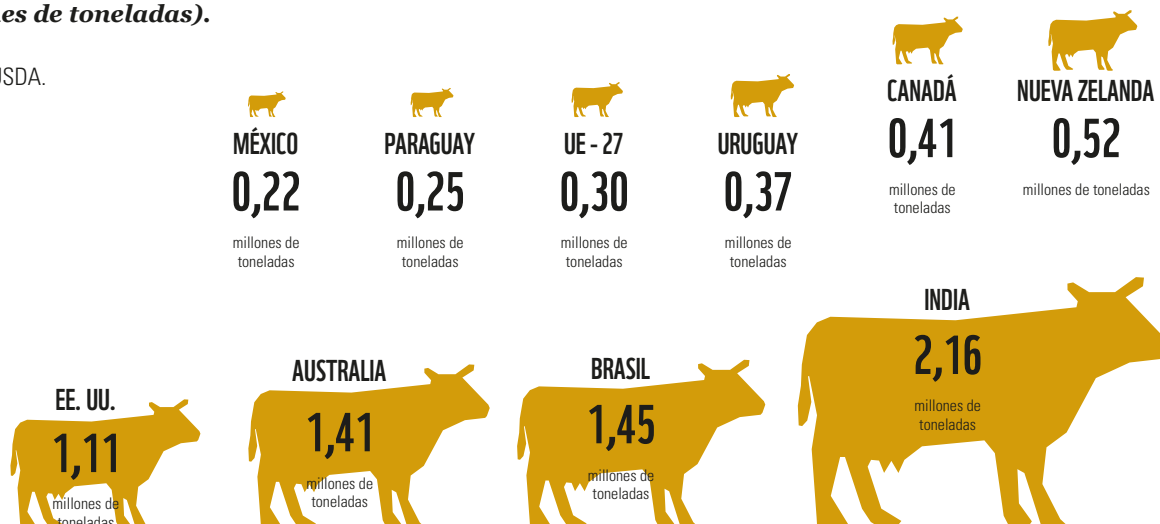 es de toneladas).
USDA.
MÉXICO
0,22
millones de
toneladas
PARAGUAY
0,25
millones de
toneladas
UE - 27
0,30
millones de
toneladas
URUGUAY
0,37
millones de
toneladas
CANADÁ
0,41
millones de
toneladas
NUEVA ZELANDA
0,52
millones de toneladas
EE. UU.
1,11
millones de
toneladas
AUSTRALIA
1,41
millones de
toneladas
BRASIL
1,45
millones de
toneladas
INDIA
2,16
millones de
toneladas